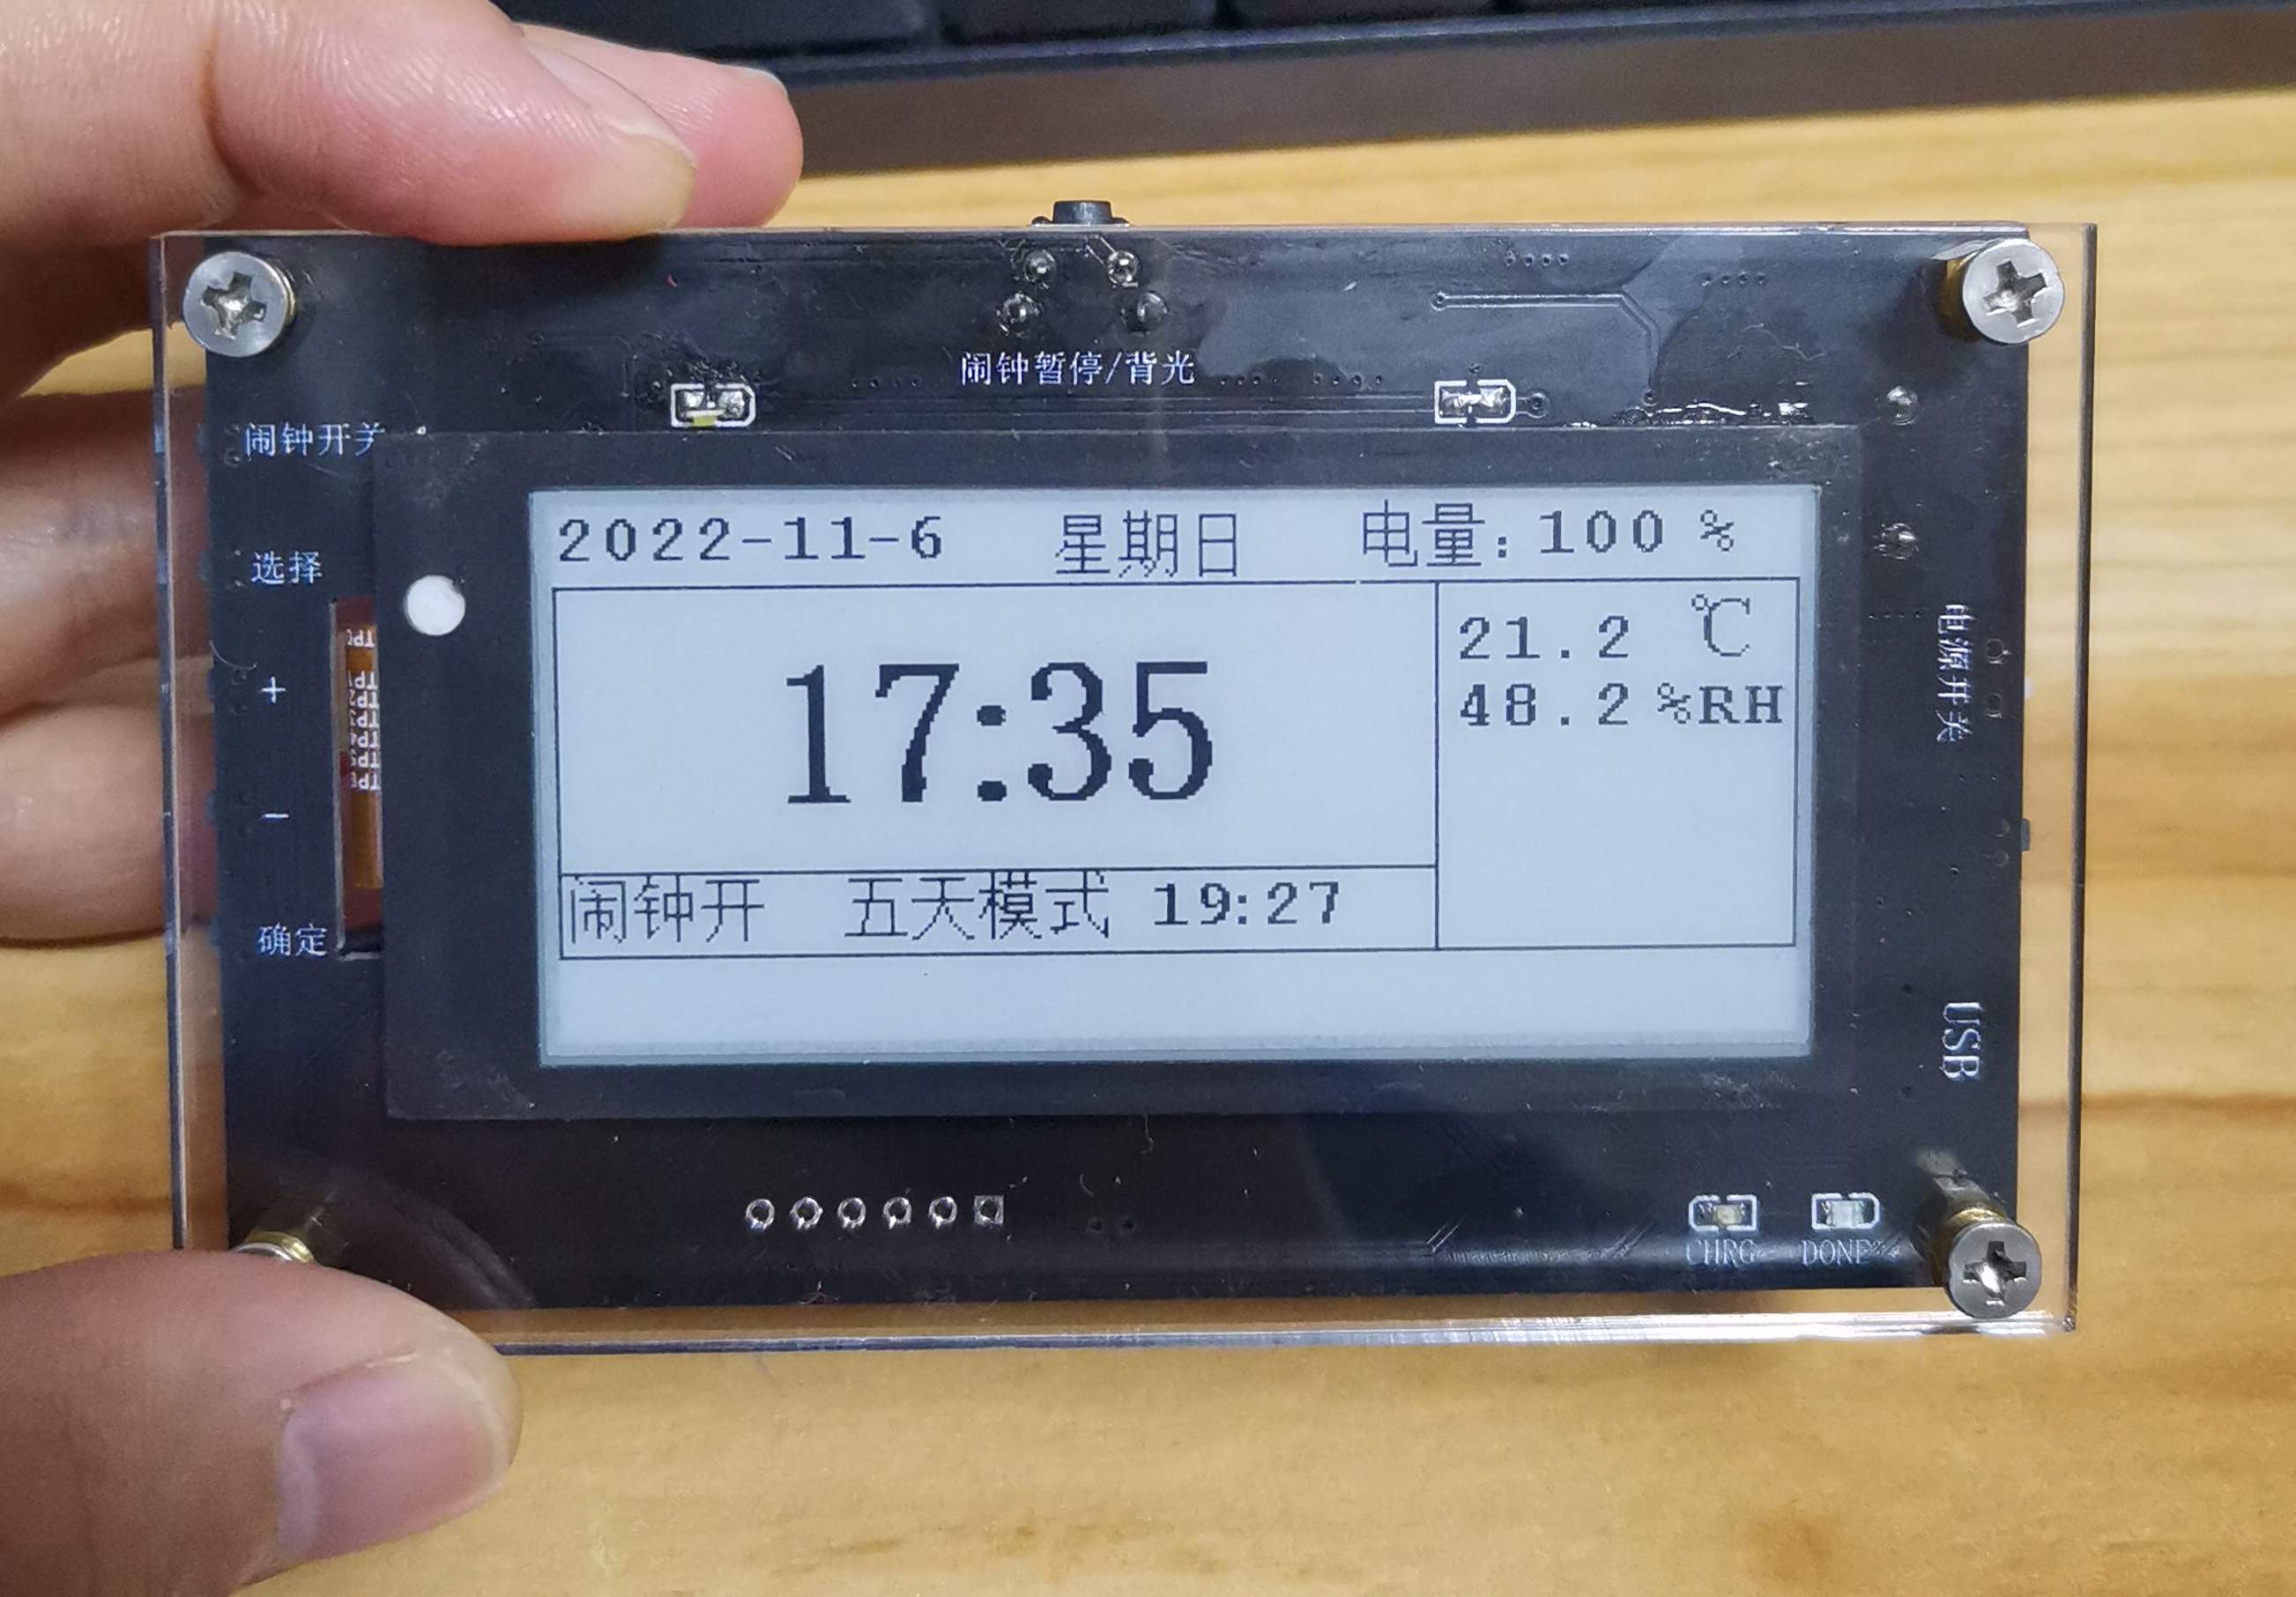 闹钟暂停/背光
闹钟开关
选择
+
−
确定
2022-11-6 星期日 电量: 100 %
17:35
21.2 ℃
48.2 %RH
闹钟开 五天模式 19:27
电源开关
USB
CHRG DONE